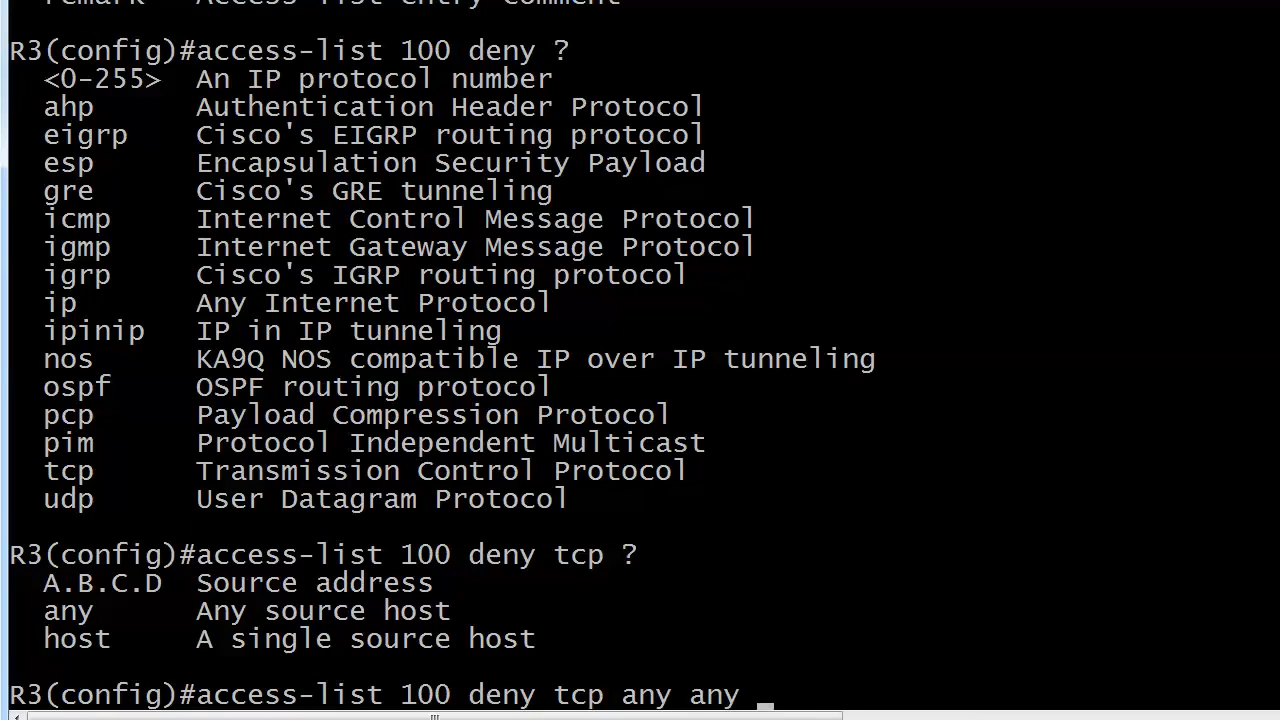 remark      Access list entry comment
R3(config)#access-list 100 deny ?
  <0-255>  An IP protocol number
  ahp      Authentication Header Protocol
  eigrp    Cisco's EIGRP routing protocol
  esp      Encapsulation Security Payload
  gre      Cisco's GRE tunneling
  icmp     Internet Control Message Protocol
  igmp     Internet Gateway Message Protocol
  igrp     Cisco's IGRP routing protocol
  ip       Any Internet Protocol
  ipinip   IP in IP tunneling
  nos      KA9Q NOS compatible IP over IP tunneling
  ospf     OSPF routing protocol
  pcp      Payload Compression Protocol
  pim      Protocol Independent Multicast
  tcp      Transmission Control Protocol
  udp      User Datagram Protocol
R3(config)#access-list 100 deny tcp ?
  A.B.C.D  Source address
  any      Any source host
  host     A single source host
R3(config)#access-list 100 deny tcp any any